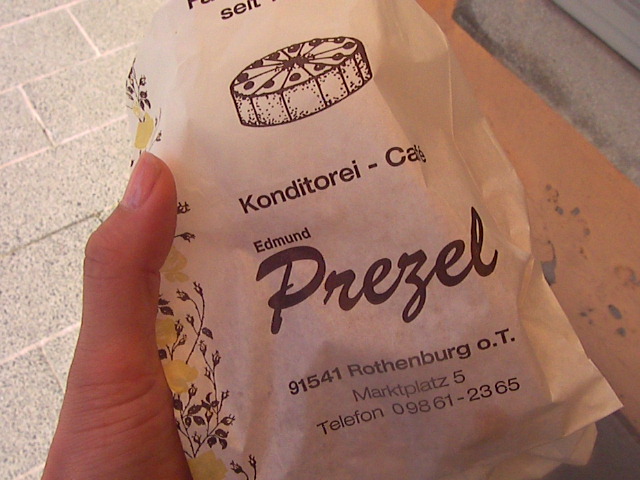 seit
Konditorei - Café
Edmund
Prezel
91541 Rothenburg o.T.
Marktplatz 5
Telefon 09861-2365